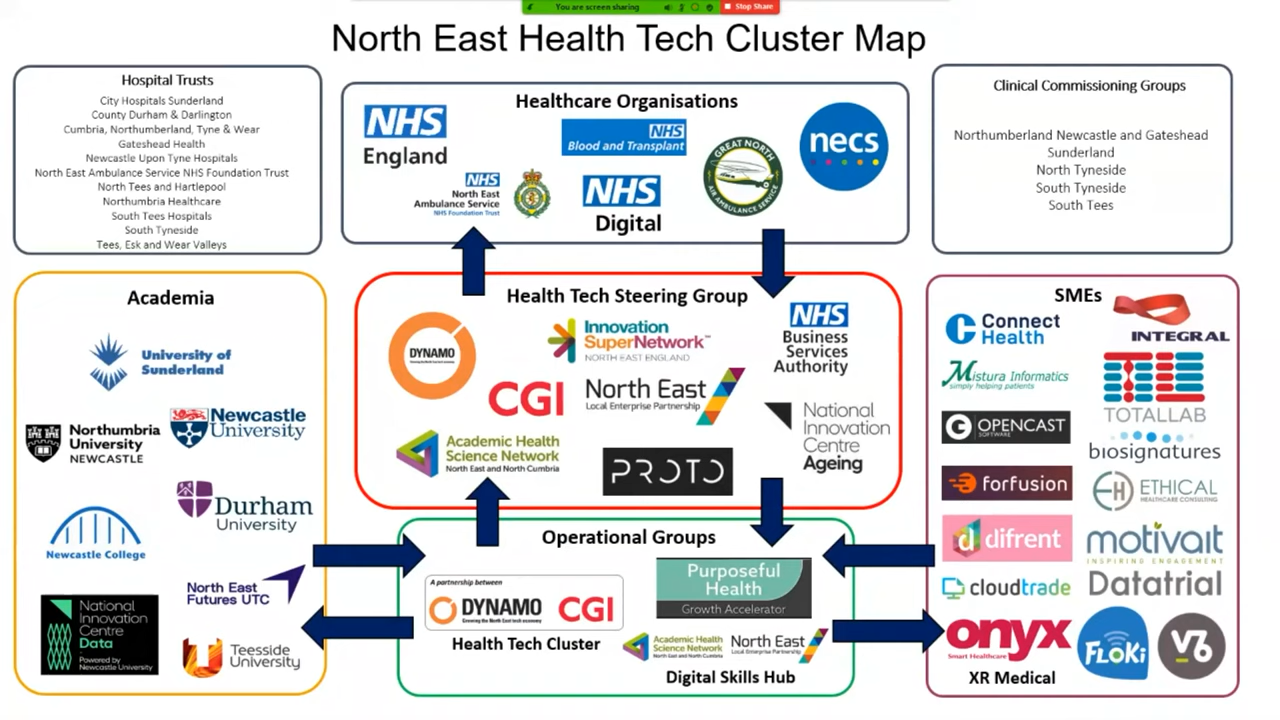 You are screen sharing
Stop Share
North East Health Tech Cluster Map
Hospital Trusts
City Hospitals Sunderland
County Durham & Darlington
Cumbria, Northumberland, Tyne & Wear
Gateshead Health
Newcastle Upon Tyne Hospitals
North East Ambulance Service NHS Foundation Trust
North Tees and Hartlepool
Northumbria Healthcare
South Tees Hospitals
South Tyneside
Tees, Esk and Wear Valleys
Healthcare Organisations
NHS
England
NHS
Blood and Transplant
NHS
North East
Ambulance Service
NHS Foundation Trust
NHS
Digital
GREAT NORTH
AIR AMBULANCE SERVICE
necs
Clinical Commissioning Groups
Northumberland Newcastle and Gateshead
Sunderland
North Tyneside
South Tyneside
South Tees
Academia
University of
Sunderland
Northumbria
University
NEWCASTLE
Newcastle
University
Durham
University
Newcastle College
North East
Futures UTC
National
Innovation
Centre
Data
Powered by
Newcastle University
Teesside
University
Health Tech Steering Group
DYNAMO
Innovation
SuperNetwork™
NORTH EAST ENGLAND
NHS
Business
Services
Authority
CGI
North East
Local Enterprise Partnership
National
Innovation
Centre
Ageing
Academic Health
Science Network
North East and North Cumbria
PROTO
Operational Groups
A partnership between
DYNAMO
Growing the North East tech economy
CGI
Health Tech Cluster
Purposeful
Health
Growth Accelerator
Academic Health
Science Network
North East and North Cumbria
North East
Local Enterprise Partnership
Digital Skills Hub
SMEs
Connect
Health
INTEGRAL
Mistura Informatics
simply helping patients
TOTALLAB
OPENCAST
SOFTWARE
biosignatures
forfusion
EH
ETHICAL
HEALTHCARE CONSULTING
d difrent
motivait
INSPIRING ENGAGEMENT
cloudtrade
Datatrial
onyx
Smart Healthcare
XR Medical
FLOKi
V6